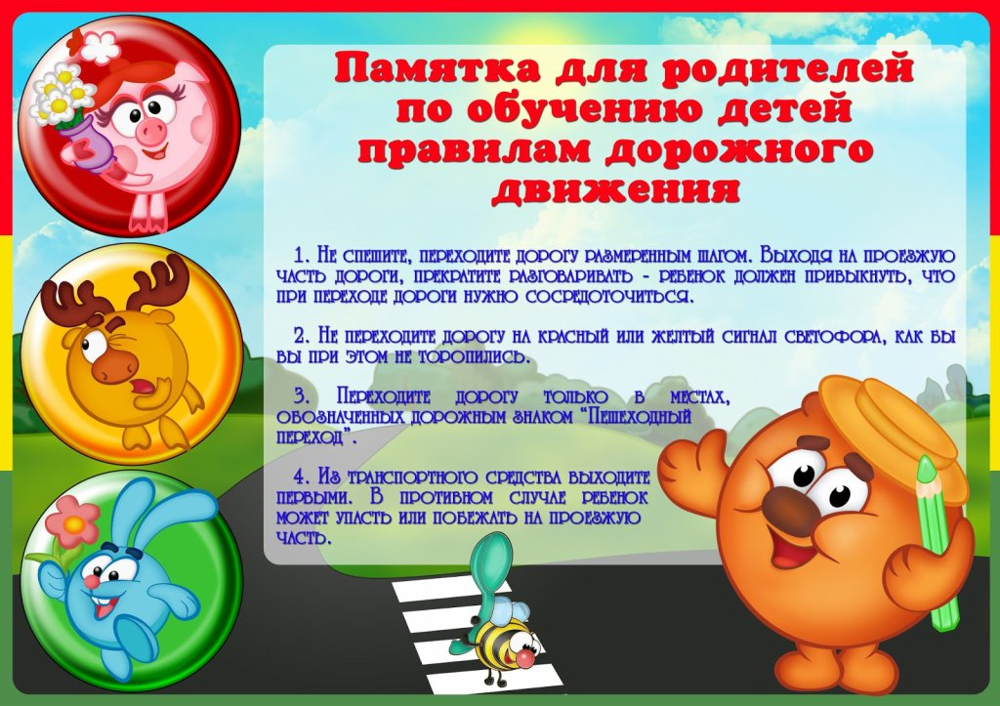 Памятка для родителей
по обучению детей
правилам дорожного
движения
1. Не спешите, переходите дорогу размеренным шагом. Выходя на проезжую
часть дороги, прекратите разговаривать - ребенок должен привыкнуть, что
при переходе дороги нужно сосредоточиться.
2. Не переходите дорогу на красный или желтый сигнал светофора, как бы
вы при этом не торопились.
3. Переходите дорогу только в местах,
обозначенных дорожным знаком “Пешеходный
переход”.
4. Из транспортного средства выходите
первыми. В противном случае ребенок
может упасть или побежать на проезжую
часть.